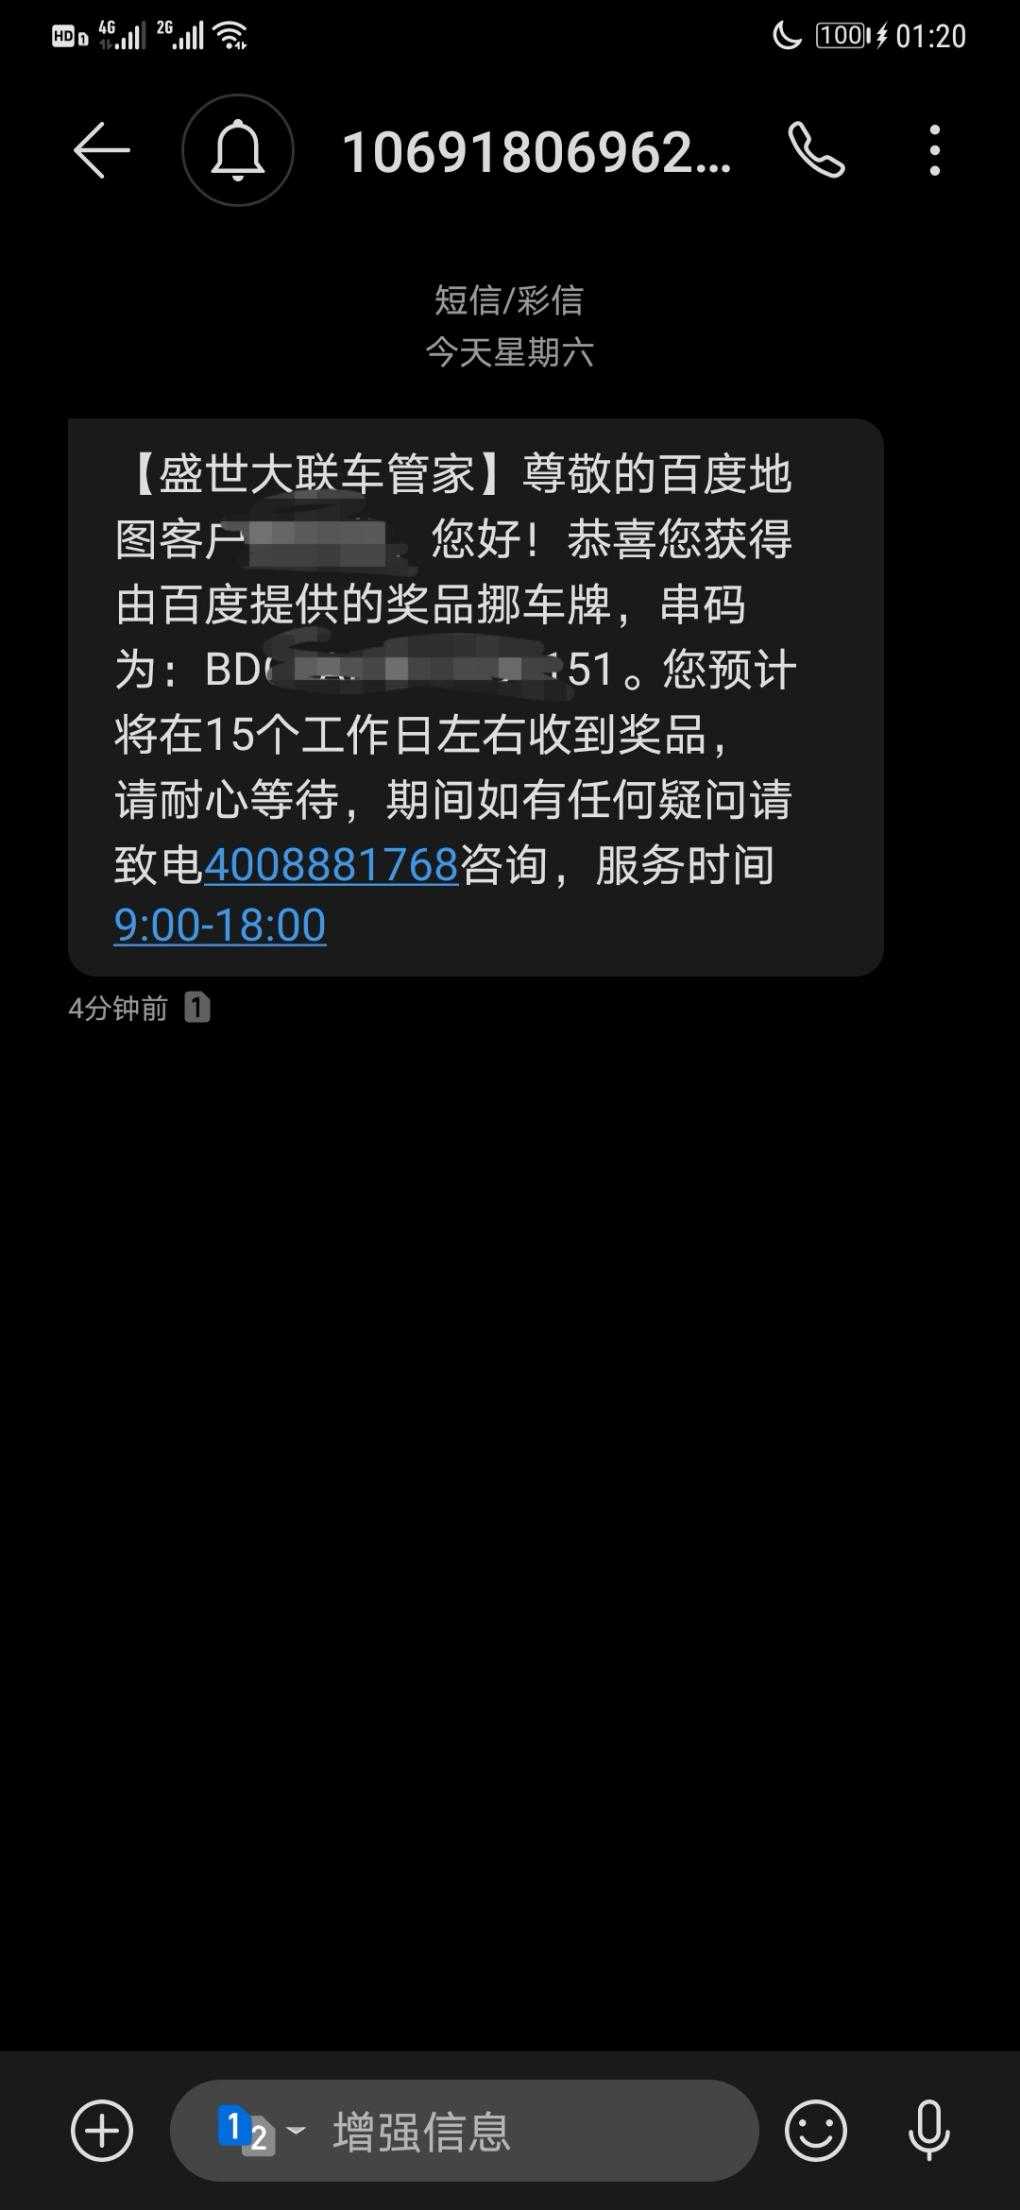 HD 1 4G 2G 100 01:20
10691806962...
短信/彩信
今天星期六
【盛世大联车管家】尊敬的百度地
图客户 您好！恭喜您获得
由百度提供的奖品挪车牌，串码
为：BD 151。您预计
将在15个工作日左右收到奖品，
请耐心等待，期间如有任何疑问请
致电4008881768咨询，服务时间
9:00-18:00
4分钟前 1
1 2 增强信息